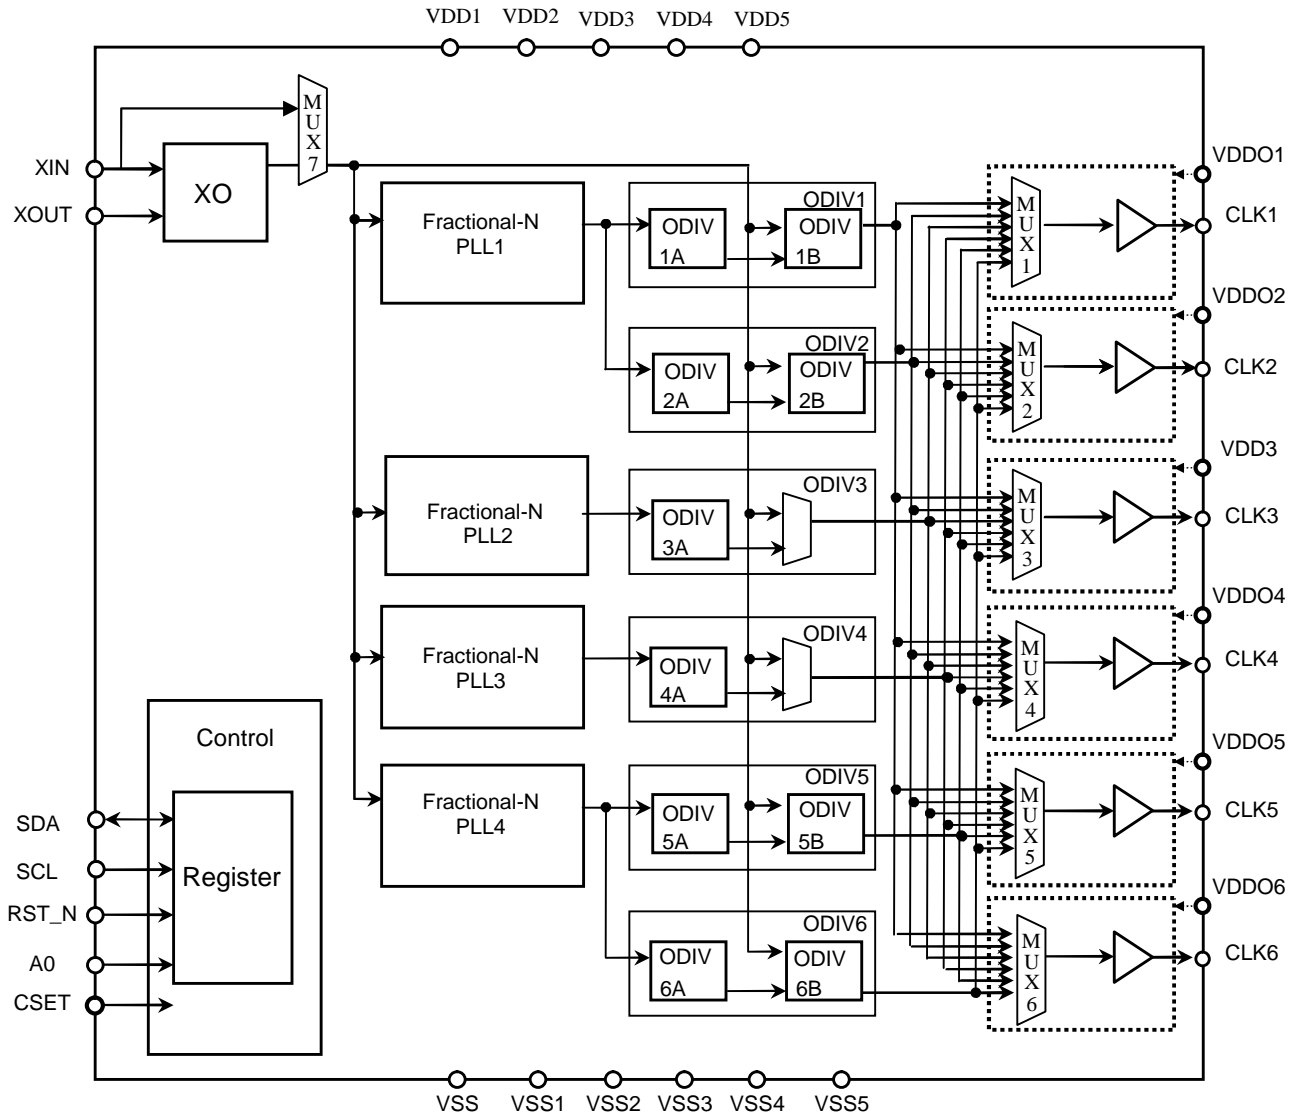 VDD1 VDD2 VDD3 VDD4 VDD5
XIN
XOUT
XO
M
U
X
7
Fractional-N
PLL1
Fractional-N
PLL2
Fractional-N
PLL3
Fractional-N
PLL4
ODIV1
ODIV
1A
ODIV
1B
ODIV2
ODIV
2A
ODIV
2B
ODIV3
ODIV
3A
ODIV4
ODIV
4A
ODIV5
ODIV
5A
ODIV
5B
ODIV6
ODIV
6A
ODIV
6B
M
U
X
1
M
U
X
2
M
U
X
3
M
U
X
4
M
U
X
5
M
U
X
6
VDDO1
CLK1
VDDO2
CLK2
VDD3
CLK3
VDDO4
CLK4
VDDO5
CLK5
VDDO6
CLK6
Control
Register
SDA
SCL
RST_N
A0
CSET
VSS VSS1 VSS2 VSS3 VSS4 VSS5